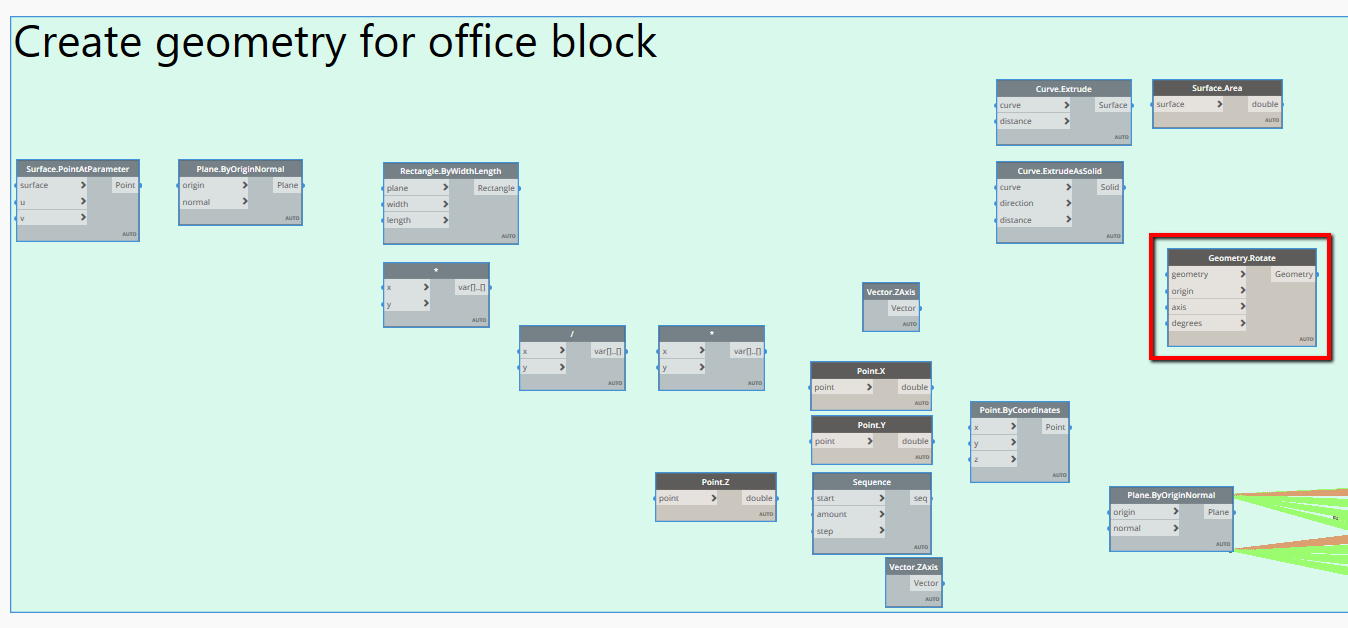 Create geometry for office block
Curve.Extrude
curve > Surface
distance >
AUTO
Surface.Area
surface > double
AUTO
Surface.PointAtParameter
surface > Point
u >
v >
AUTO
Plane.ByOriginNormal
origin > Plane
normal >
AUTO
Rectangle.ByWidthLength
plane > Rectangle
width >
length >
AUTO
Curve.ExtrudeAsSolid
curve > Solid
direction >
distance >
AUTO
Geometry.Rotate
geometry > Geometry
origin >
axis >
degrees >
AUTO
*
x > var[]..[]
y >
AUTO
Vector.ZAxis
Vector
AUTO
/
x > var[]..[]
y >
AUTO
*
x > var[]..[]
y >
AUTO
Point.X
point > double
AUTO
Point.Y
point > double
AUTO
Point.ByCoordinates
x > Point
y >
z >
AUTO
Point.Z
point > double
AUTO
Sequence
start > seq
amount >
step >
AUTO
Plane.ByOriginNormal
origin > Plane
normal >
AUTO
Vector.ZAxis
Vector
AUTO